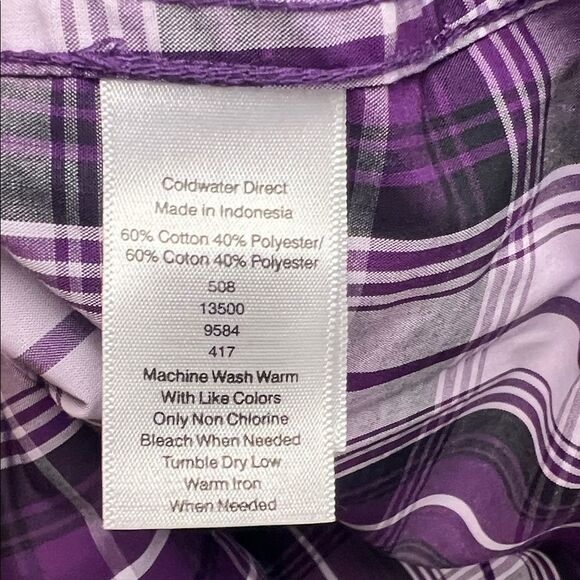 Coldwater Direct
Made in Indonesia
60% Cotton 40% Polyester/
60% Coton 40% Polyester
508
13500
9584
417
Machine Wash Warm
With Like Colors
Only Non Chlorine
Bleach When Needed
Tumble Dry Low
Warm Iron
When Needed